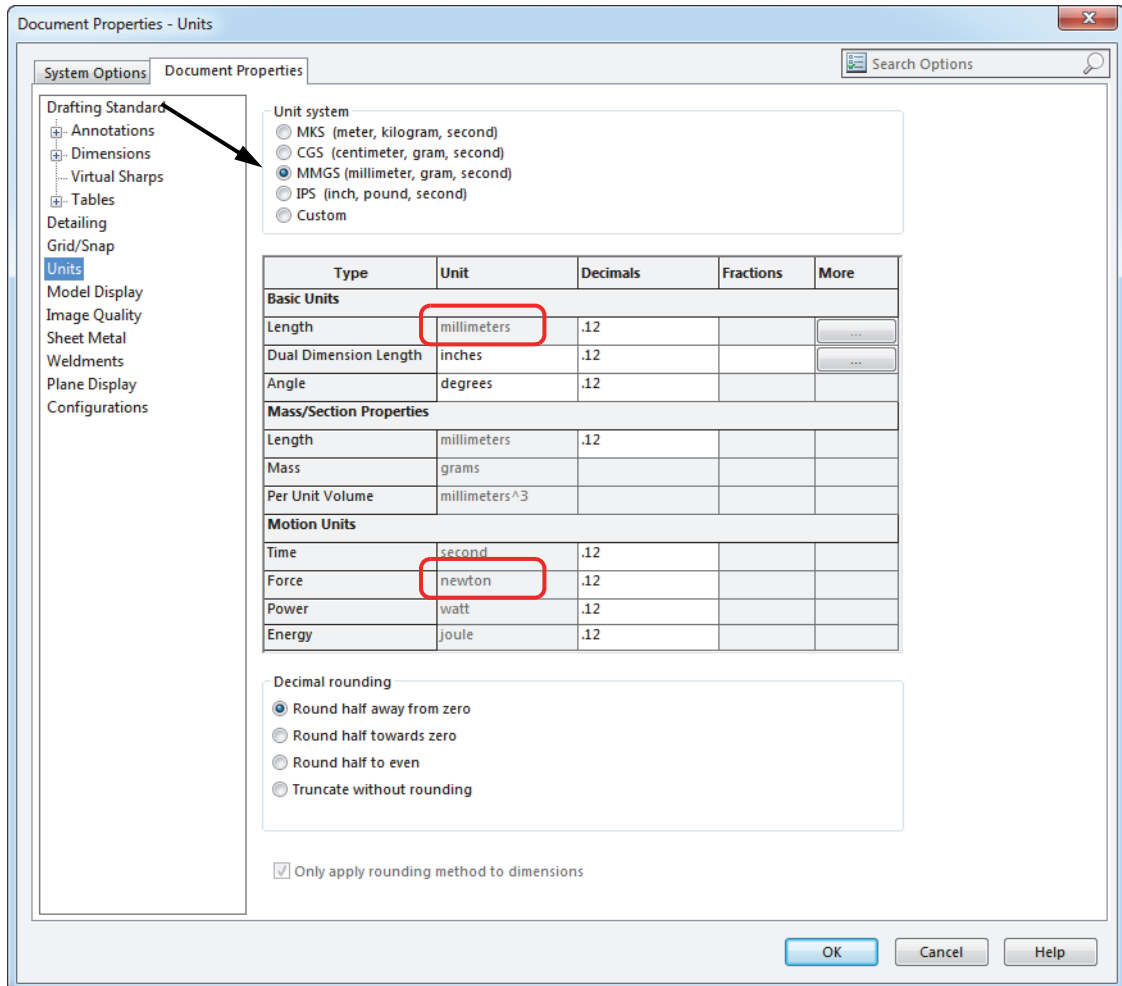 Document Properties - Units
X
System Options
Document Properties
Search Options
Drafting Standard
Annotations
Dimensions
Virtual Sharps
Tables
Detailing
Grid/Snap
Units
Model Display
Image Quality
Sheet Metal
Weldments
Plane Display
Configurations
Unit system
MKS (meter, kilogram, second)
CGS (centimeter, gram, second)
MMGS (millimeter, gram, second)
IPS (inch, pound, second)
Custom
Type Unit Decimals Fractions More
Basic Units
Length millimeters .12 ...
Dual Dimension Length inches .12 ...
Angle degrees .12
Mass/Section Properties
Length millimeters .12
Mass grams
Per Unit Volume millimeters^3
Motion Units
Time second .12
Force newton .12
Power watt .12
Energy joule .12
Decimal rounding
Round half away from zero
Round half towards zero
Round half to even
Truncate without rounding
Only apply rounding method to dimensions
OK Cancel Help